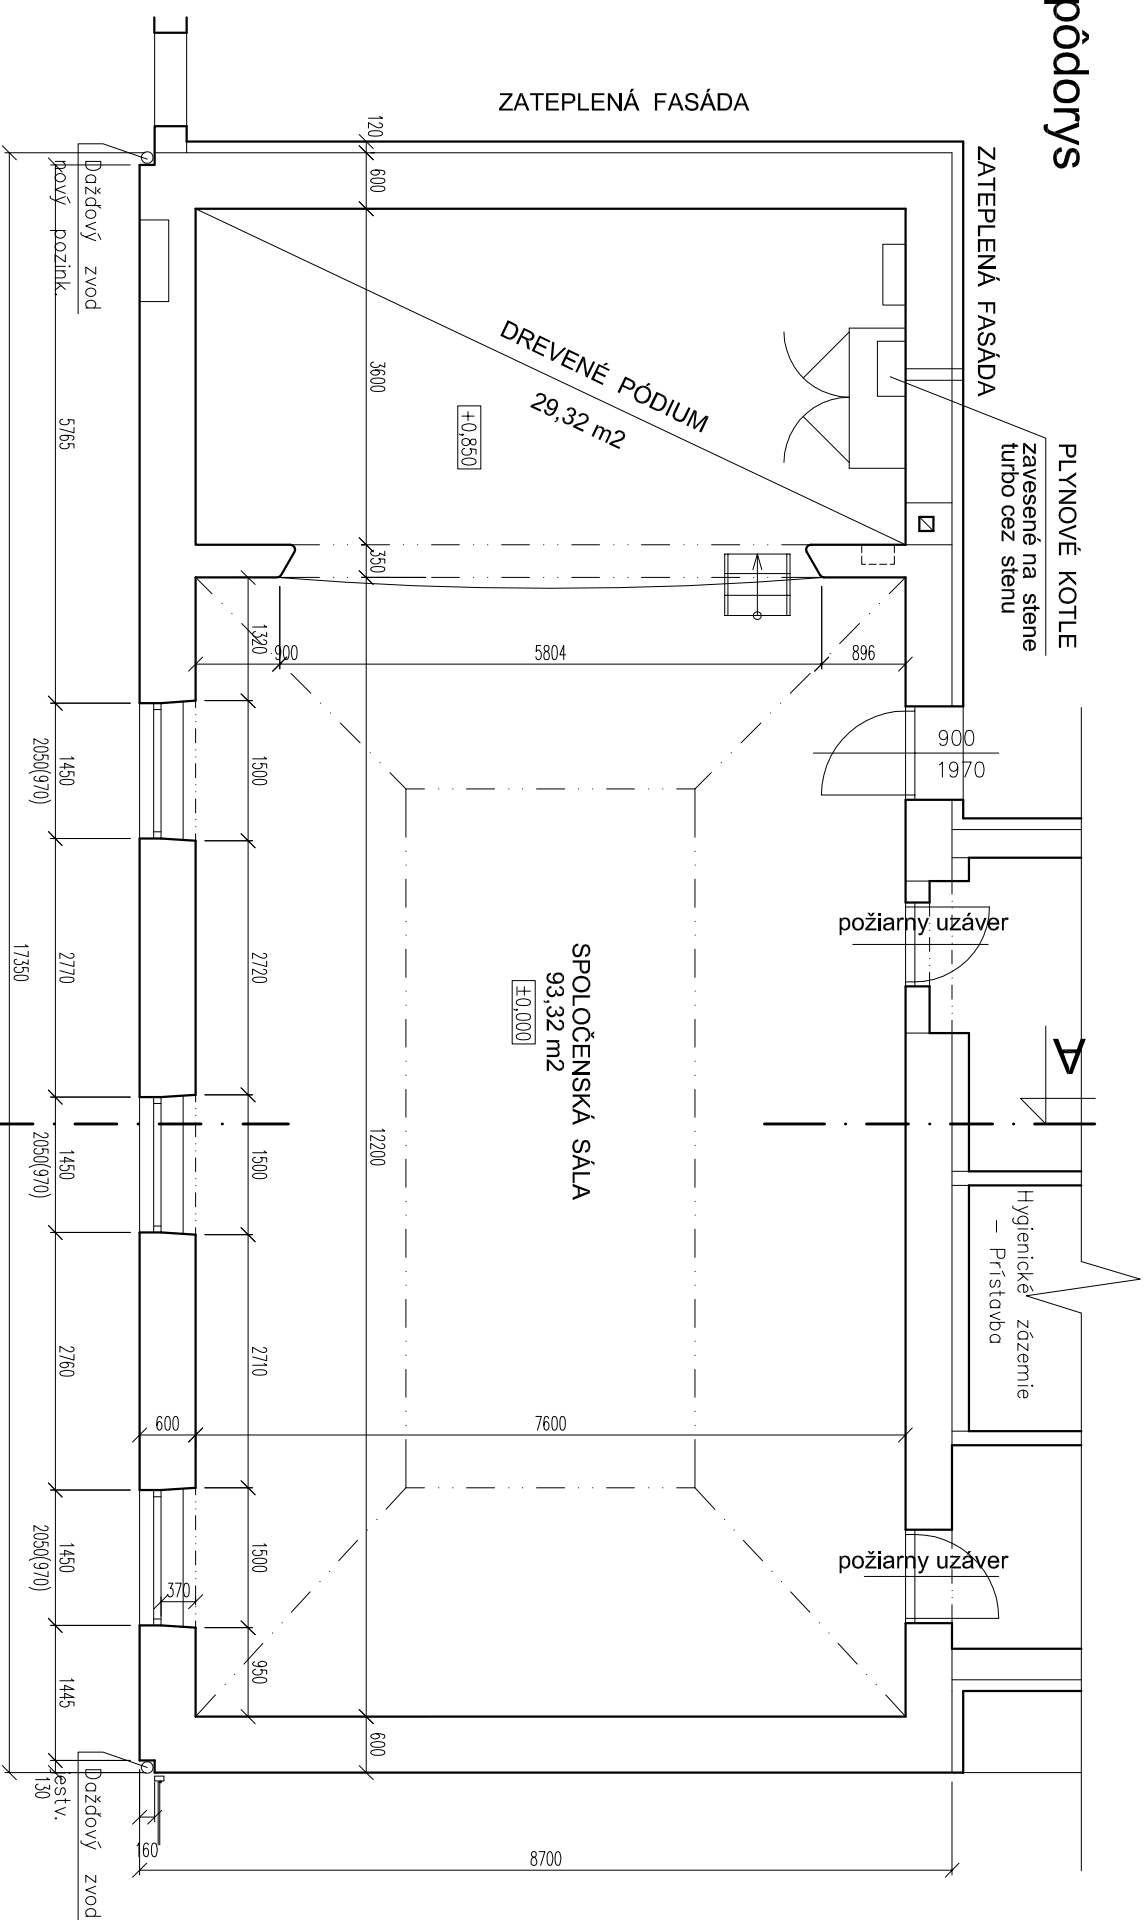 pôdorys
ZATEPLENÁ FASÁDA
ZATEPLENÁ FASÁDA
PLYNOVÉ KOTLE
zavesené na stene
turbo cez stenu
DREVENÉ PÓDIUM
29,32 m2
+0,850
Dažďový zvod
nový pozink.
120
600
3600
350
12200
600
900
5804
896
900
1970
požiarny uzáver
požiarny uzáver
A
Hygienické zázemie
– Prístavba
SPOLOČENSKÁ SÁLA
93,32 m2
±0,000
1320
1500
2720
1500
2710
1500
950
600
7600
370
5765
1450
2050(970)
2770
1450
2050(970)
2760
1450
2050(970)
1445
130
17350
160
8700
Dažďový zvod
jestv.